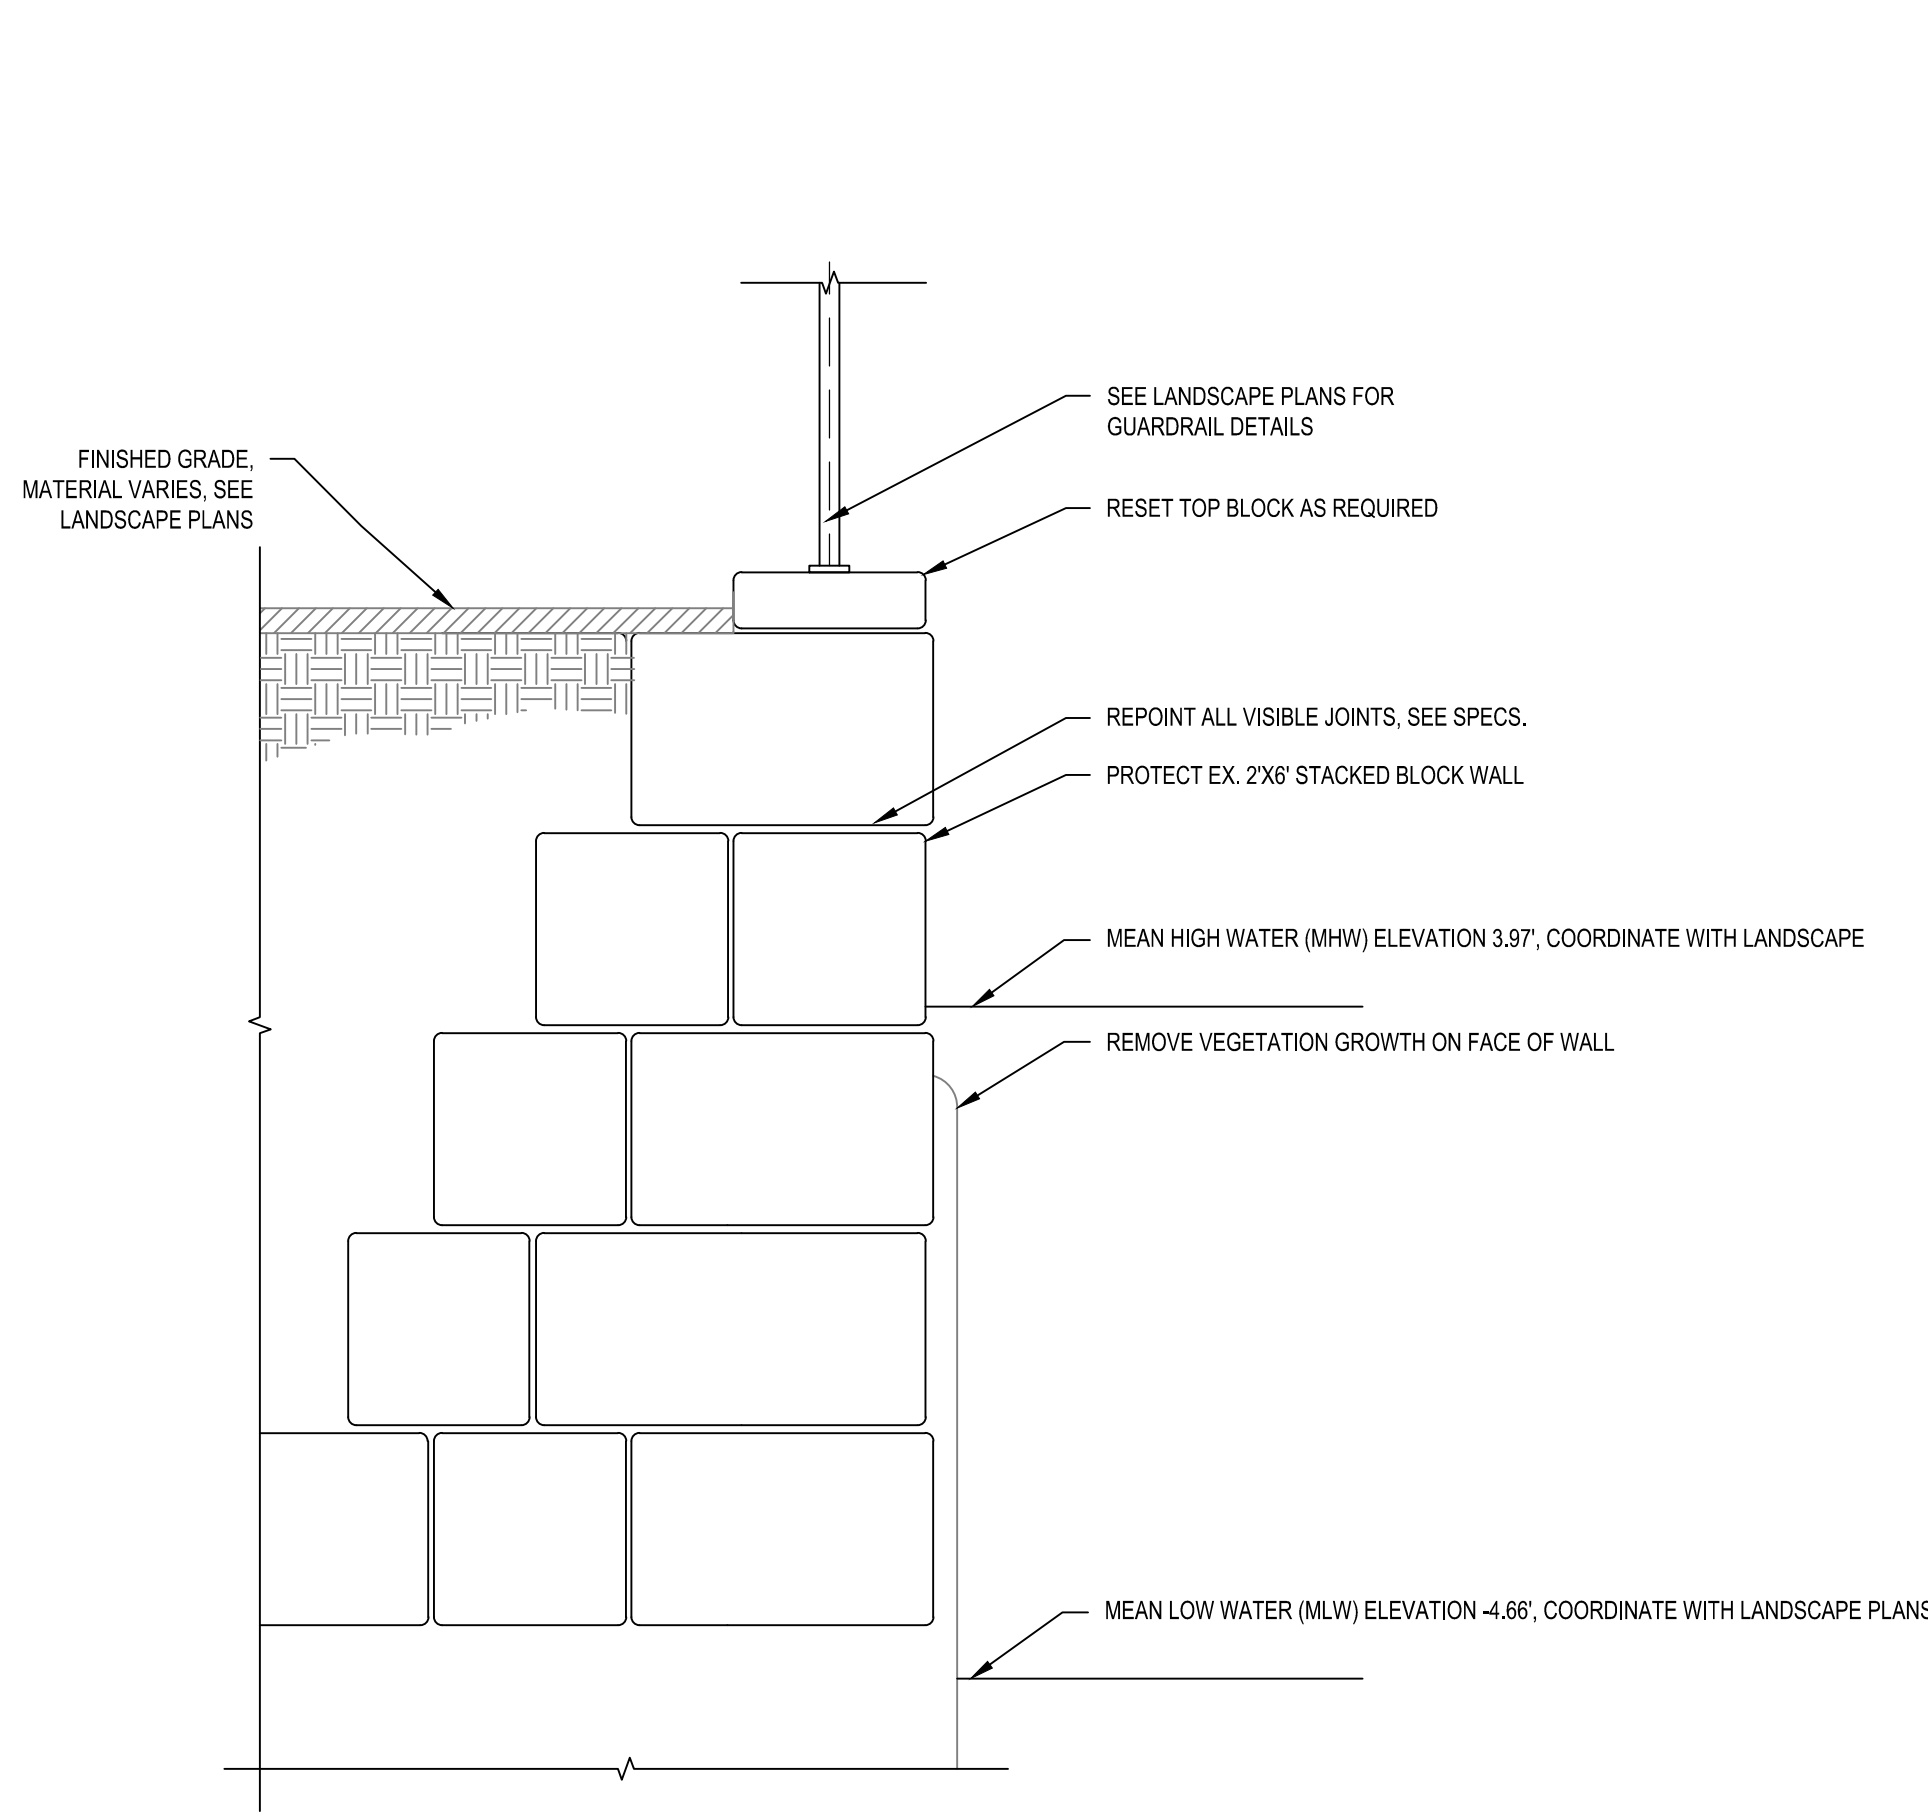 SEE LANDSCAPE PLANS FOR
GUARDRAIL DETAILS
FINISHED GRADE,
MATERIAL VARIES, SEE
LANDSCAPE PLANS
RESET TOP BLOCK AS REQUIRED
REPOINT ALL VISIBLE JOINTS, SEE SPECS.
PROTECT EX. 2'X6' STACKED BLOCK WALL
MEAN HIGH WATER (MHW) ELEVATION 3.97', COORDINATE WITH LANDSCAPE
REMOVE VEGETATION GROWTH ON FACE OF WALL
MEAN LOW WATER (MLW) ELEVATION -4.66', COORDINATE WITH LANDSCAPE PLANS